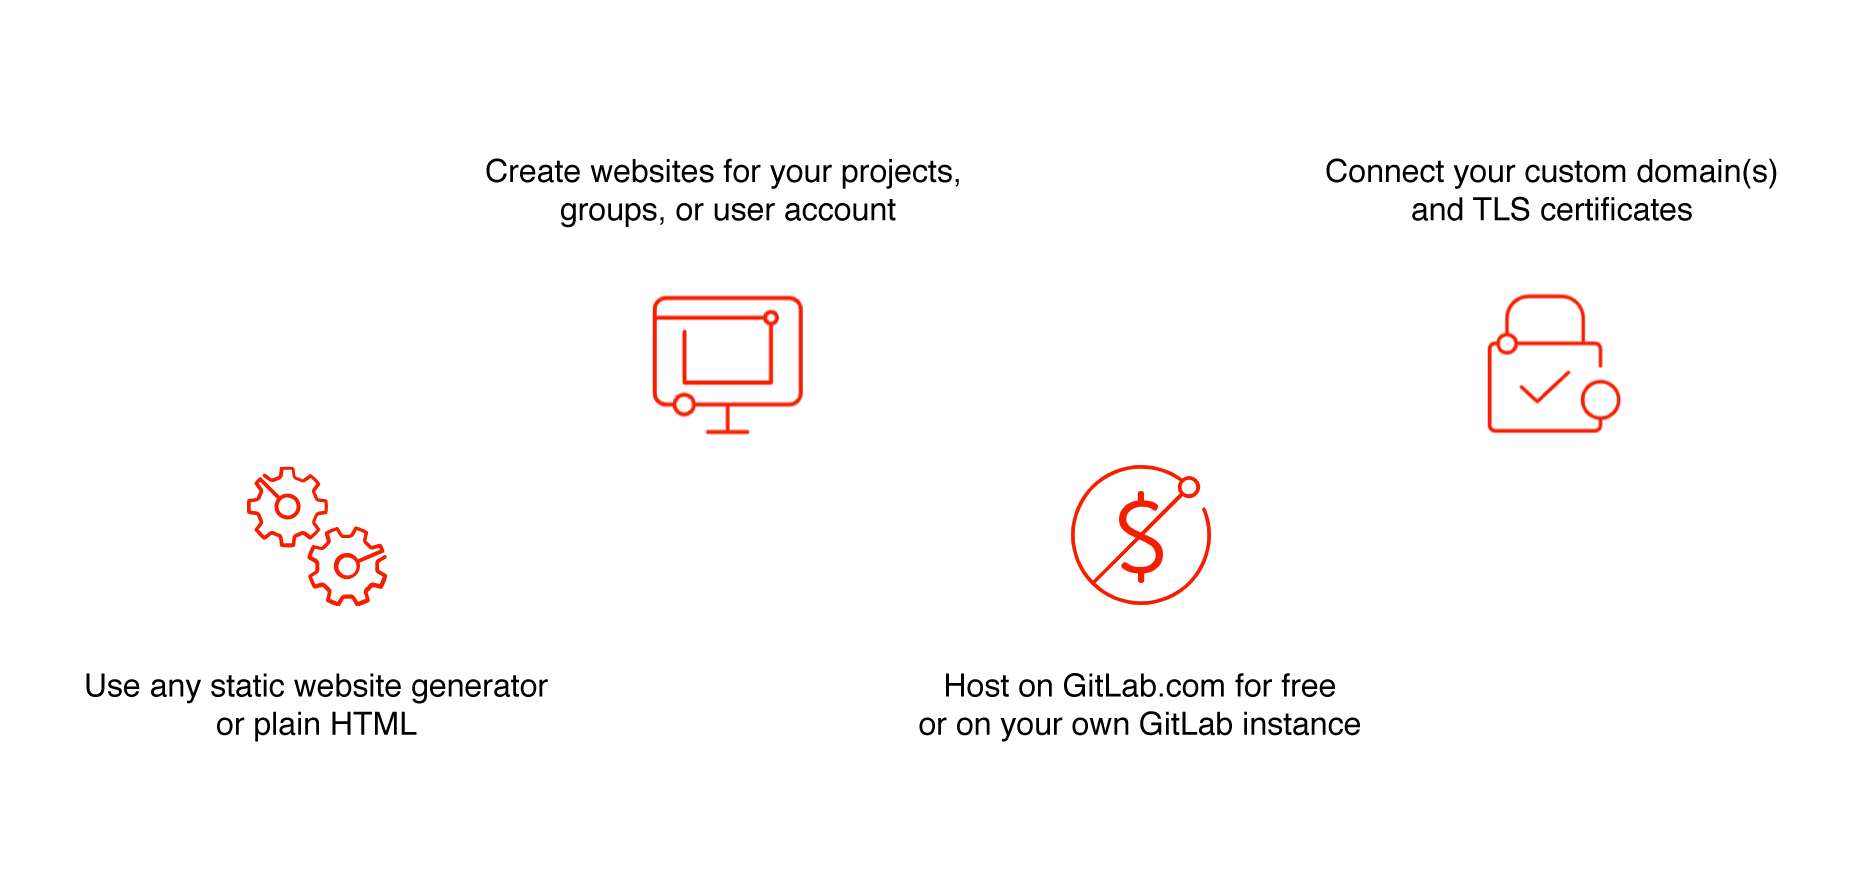 Create websites for your projects,
groups, or user account
Connect your custom domain(s)
and TLS certificates
Use any static website generator
or plain HTML
Host on GitLab.com for free
or on your own GitLab instance